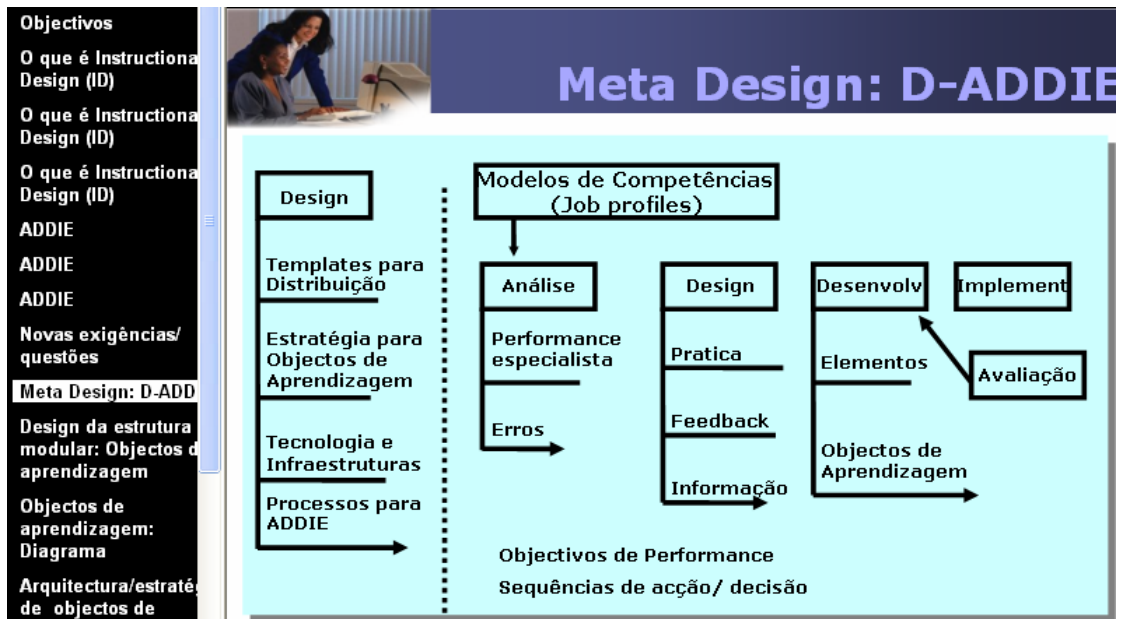 Objectivos
O que é Instructiona
Design (ID)
O que é Instructiona
Design (ID)
O que é Instructiona
Design (ID)
ADDIE
ADDIE
ADDIE
Novas exigências/
questões
Meta Design: D-ADD
Design da estrutura
modular: Objectos d
aprendizagem
Objectos de
aprendizagem:
Diagrama
Arquitectura/estraté
de objectos de
Meta Design: D-ADDIE
Design
Templates para
Distribuição
Estratégia para
Objectos de
Aprendizagem
Tecnologia e
Infraestruturas
Processos para
ADDIE
Modelos de Competências
(Job profiles)
Análise
Performance
especialista
Erros
Design
Pratica
Feedback
Informação
Desenvolv
Elementos
Objectos de
Aprendizagem
Implement
Avaliação
Objectivos de Performance
Sequências de acção/ decisão